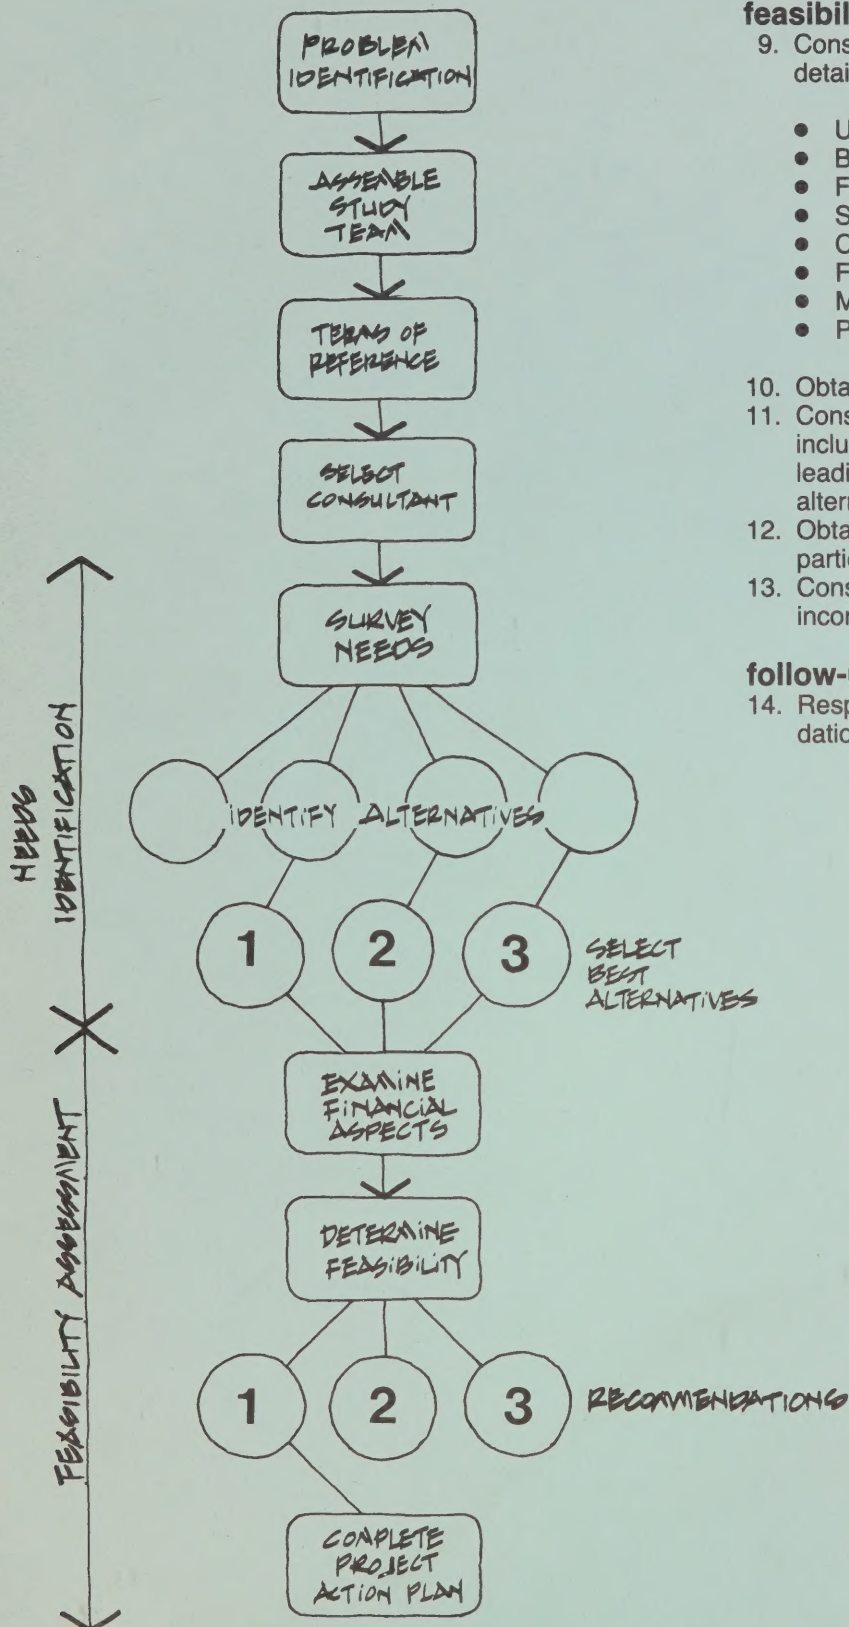 PROBLEM
IDENTIFICATION
ASSEMBLE
STUDY
TEAM
TERMS OF
REFERENCE
SELECT
CONSULTANT
SURVEY
NEEDS
IDENTIFY ALTERNATIVES
1 2 3
SELECT
BEST
ALTERNATIVES
EXAMINE
FINANCIAL
ASPECTS
DETERMINE
FEASIBILITY
1 2 3
RECOMMENDATIONS
COMPLETE
PROJECT
ACTION PLAN
NEEDS
IDENTIFICATION
FEASIBILITY ASSESSMENT
feasibil
9. Cons
detai
• U
• B
• F
• S
• C
• F
• M
• P
10. Obta
11. Cons
inclu
leadi
altern
12. Obta
partic
13. Cons
incor
follow-
14. Resp
datio